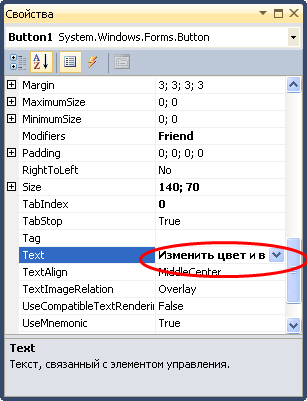 Свойства
Button1 System.Windows.Forms.Button
Margin 3; 3; 3; 3
MaximumSize 0; 0
MinimumSize 0; 0
Modifiers Friend
Padding 0; 0; 0; 0
RightToLeft No
Size 140; 70
TabIndex 0
TabStop True
Tag
Text Изменить цвет и в
TextAlign MiddleCenter
TextImageRelation Overlay
UseCompatibleTextRenderin False
UseMnemonic True
Text
Текст, связанный с элементом управления.